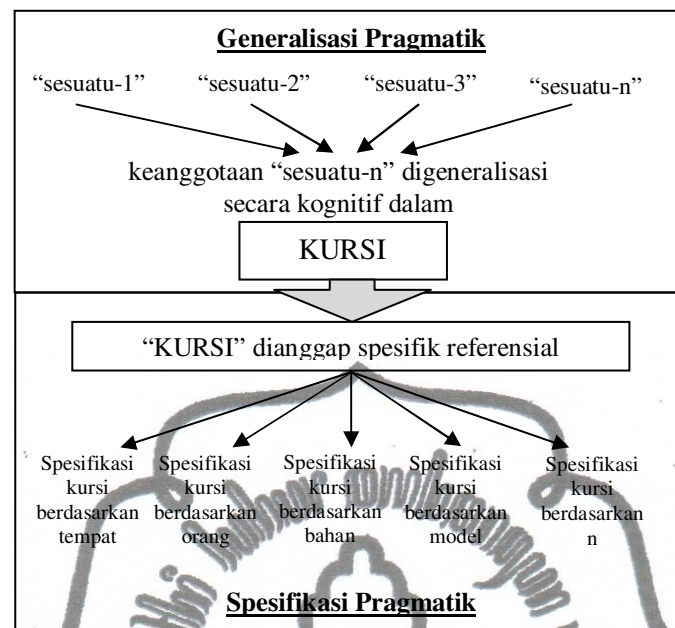 Generalisasi Pragmatik
“sesuatu-1” “sesuatu-2” “sesuatu-3” “sesuatu-n”
keanggotaan “sesuatu-n” digeneralisasi
secara kognitif dalam
KURSI
“KURSI” dianggap spesifik referensial
Spesifikasi
kursi
berdasarkan
tempat
Spesifikasi
kursi
berdasarkan
orang
Spesifikasi
kursi
berdasarkan
bahan
Spesifikasi
kursi
berdasarkan
model
Spesifikasi
kursi
berdasarkan
n
Spesifikasi Pragmatik